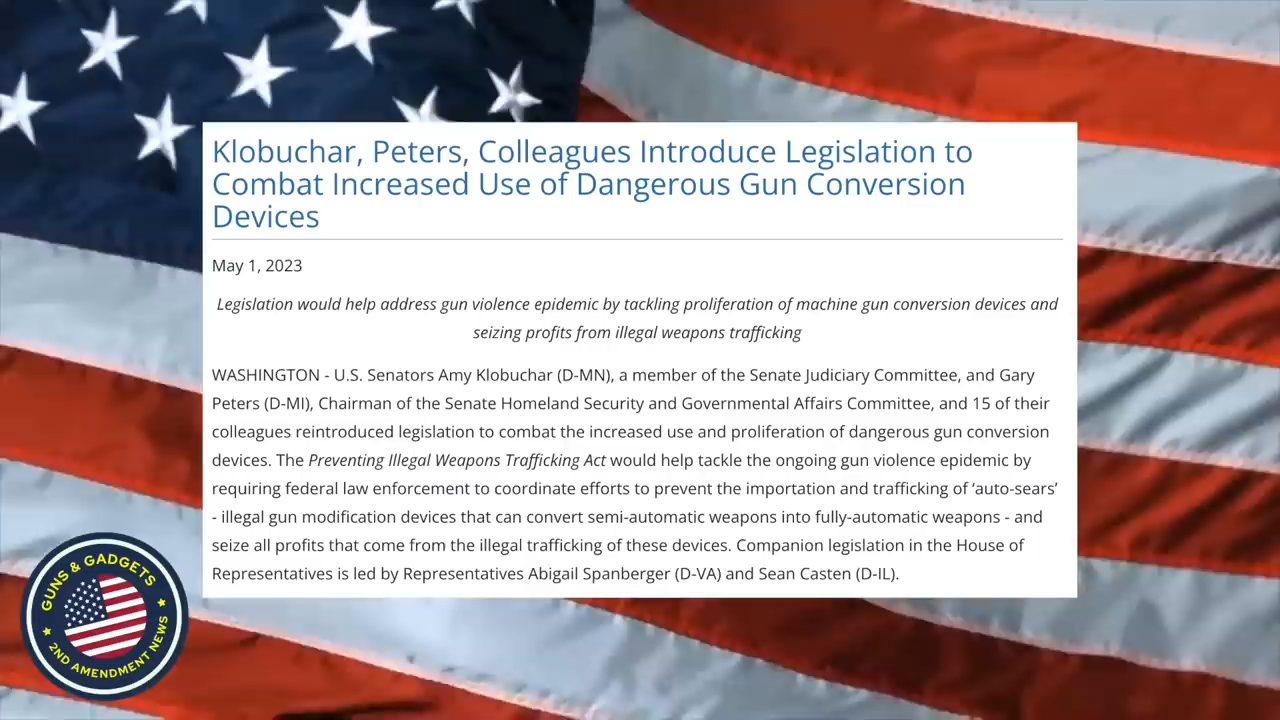 Klobuchar, Peters, Colleagues Introduce Legislation to
Combat Increased Use of Dangerous Gun Conversion
Devices
May 1, 2023
Legislation would help address gun violence epidemic by tackling proliferation of machine gun conversion devices and
seizing profits from illegal weapons trafficking
WASHINGTON - U.S. Senators Amy Klobuchar (D-MN), a member of the Senate Judiciary Committee, and Gary
Peters (D-MI), Chairman of the Senate Homeland Security and Governmental Affairs Committee, and 15 of their
colleagues reintroduced legislation to combat the increased use and proliferation of dangerous gun conversion
devices. The Preventing Illegal Weapons Trafficking Act would help tackle the ongoing gun violence epidemic by
requiring federal law enforcement to coordinate efforts to prevent the importation and trafficking of ‘auto-sears’
- illegal gun modification devices that can convert semi-automatic weapons into fully-automatic weapons - and
seize all profits that come from the illegal trafficking of these devices. Companion legislation in the House of
Representatives is led by Representatives Abigail Spanberger (D-VA) and Sean Casten (D-IL).
GUNS & GADGETS
2ND AMENDMENT NEWS